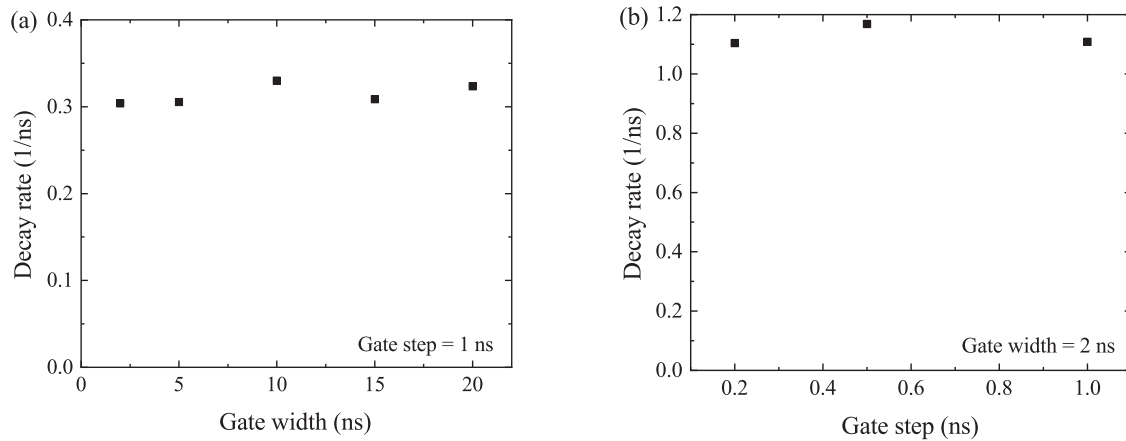 (a)
0.4
0.3
0.2
0.1
0.0
Decay rate (1/ns)
Gate step = 1 ns
0 5 10 15 20
Gate width (ns)
(b)
1.2
1.0
0.8
0.6
0.4
0.2
0.0
Decay rate (1/ns)
Gate width = 2 ns
0.2 0.4 0.6 0.8 1.0
Gate step (ns)